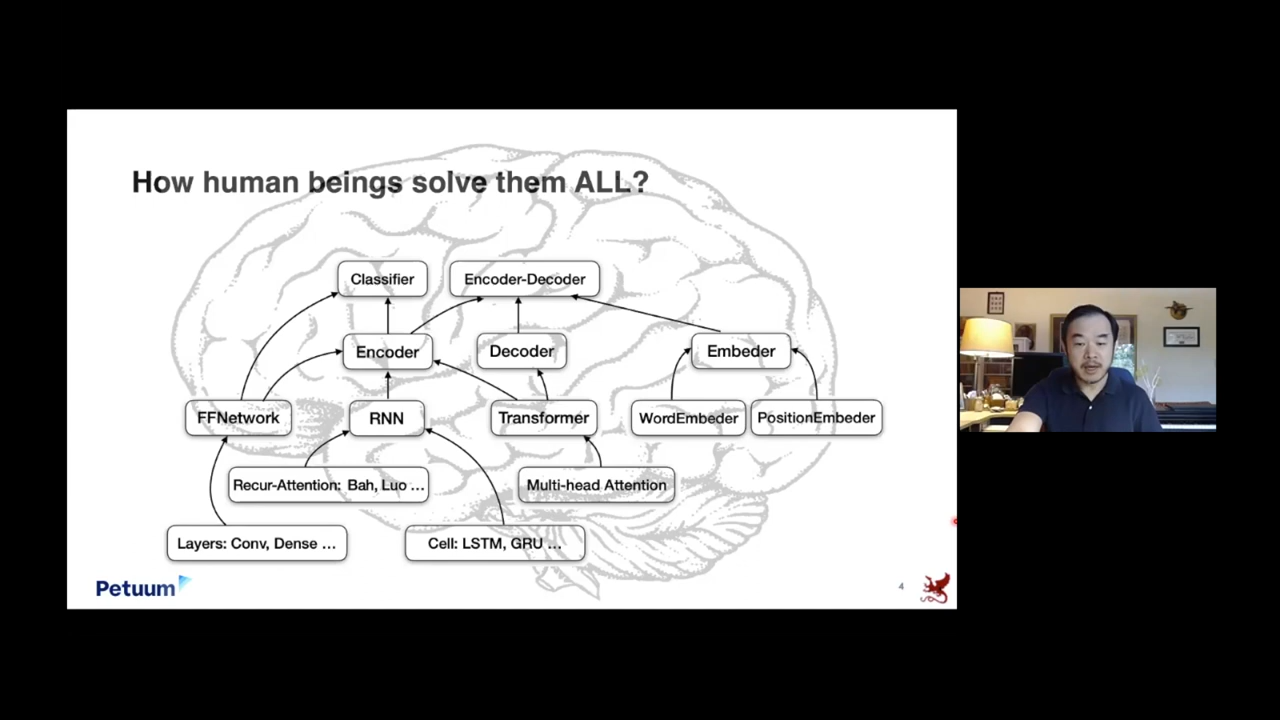 How human beings solve them ALL?
Classifier
Encoder-Decoder
Encoder
Decoder
Embeder
FFNetwork
RNN
Transformer
WordEmbeder
PositionEmbeder
Recur-Attention: Bah, Luo ...
Multi-head Attention
Layers: Conv, Dense ...
Cell: LSTM, GRU ...
Petuum
4